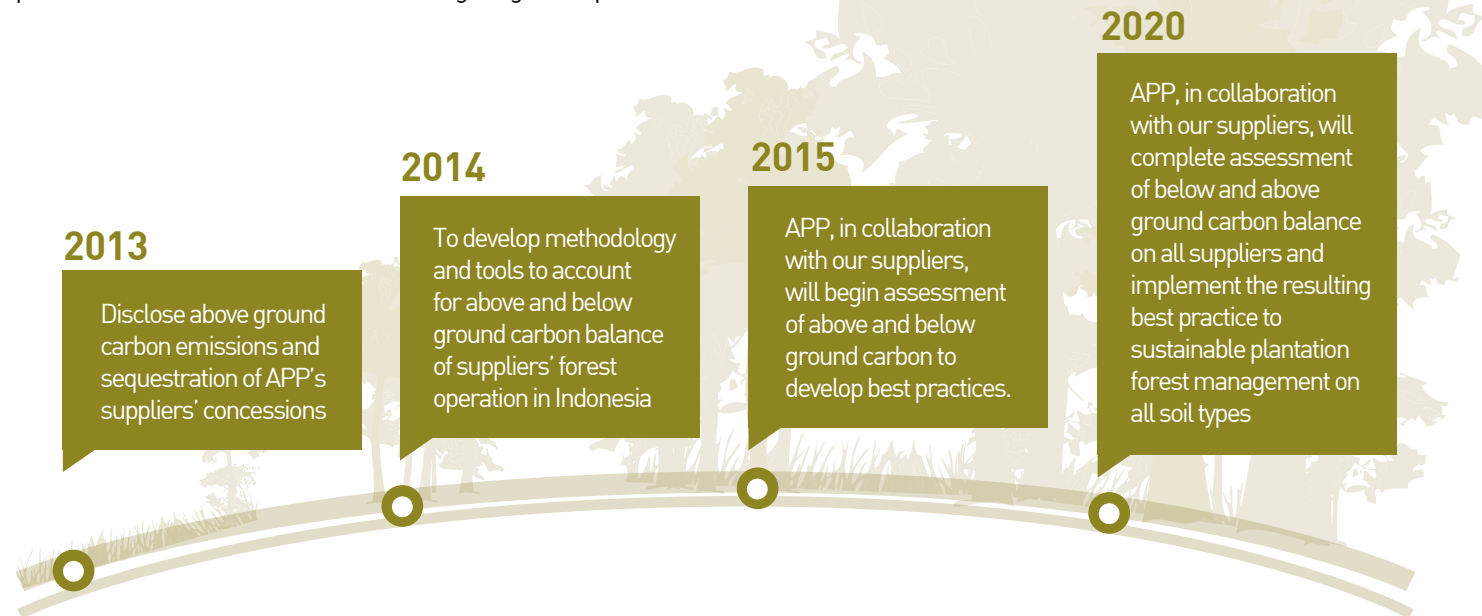 2013
Disclose above ground
carbon emissions and
sequestration of APP's
suppliers' concessions
2014
To develop methodology
and tools to account
for above and below
ground carbon balance
of suppliers' forest
operation in Indonesia
2015
APP, in collaboration
with our suppliers,
will begin assessment
of above and below
ground carbon to
develop best practices.
2020
APP, in collaboration
with our suppliers, will
complete assessment
of below and above
ground carbon balance
on all suppliers and
implement the resulting
best practice to
sustainable plantation
forest management on
all soil types